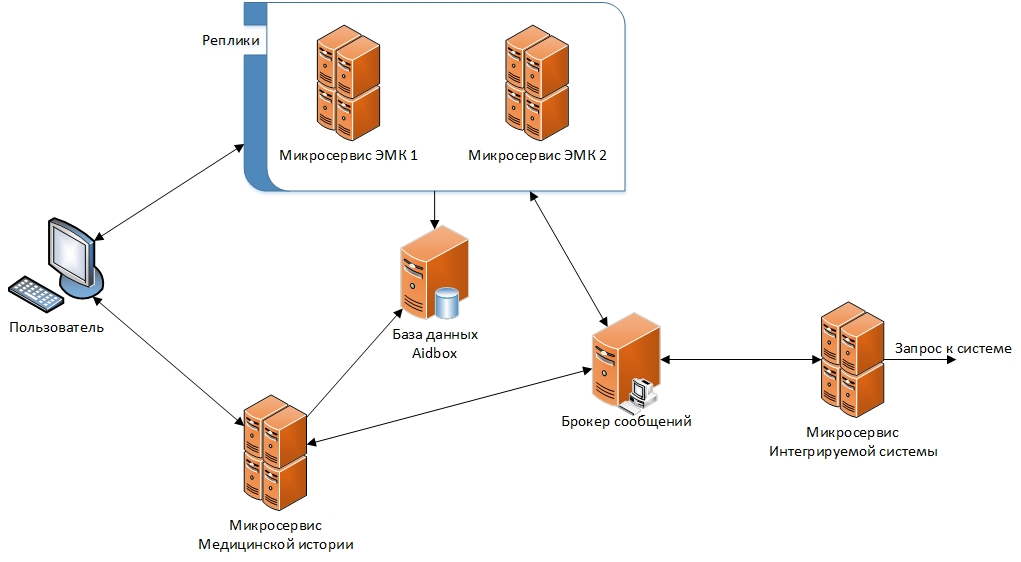 Реплики
Микросервис ЭМК 1
Микросервис ЭМК 2
Пользователь
База данных
Aidbox
Запрос к системе
Брокер сообщений
Микросервис
Интегрируемой системы
Микросервис
Медицинской истории